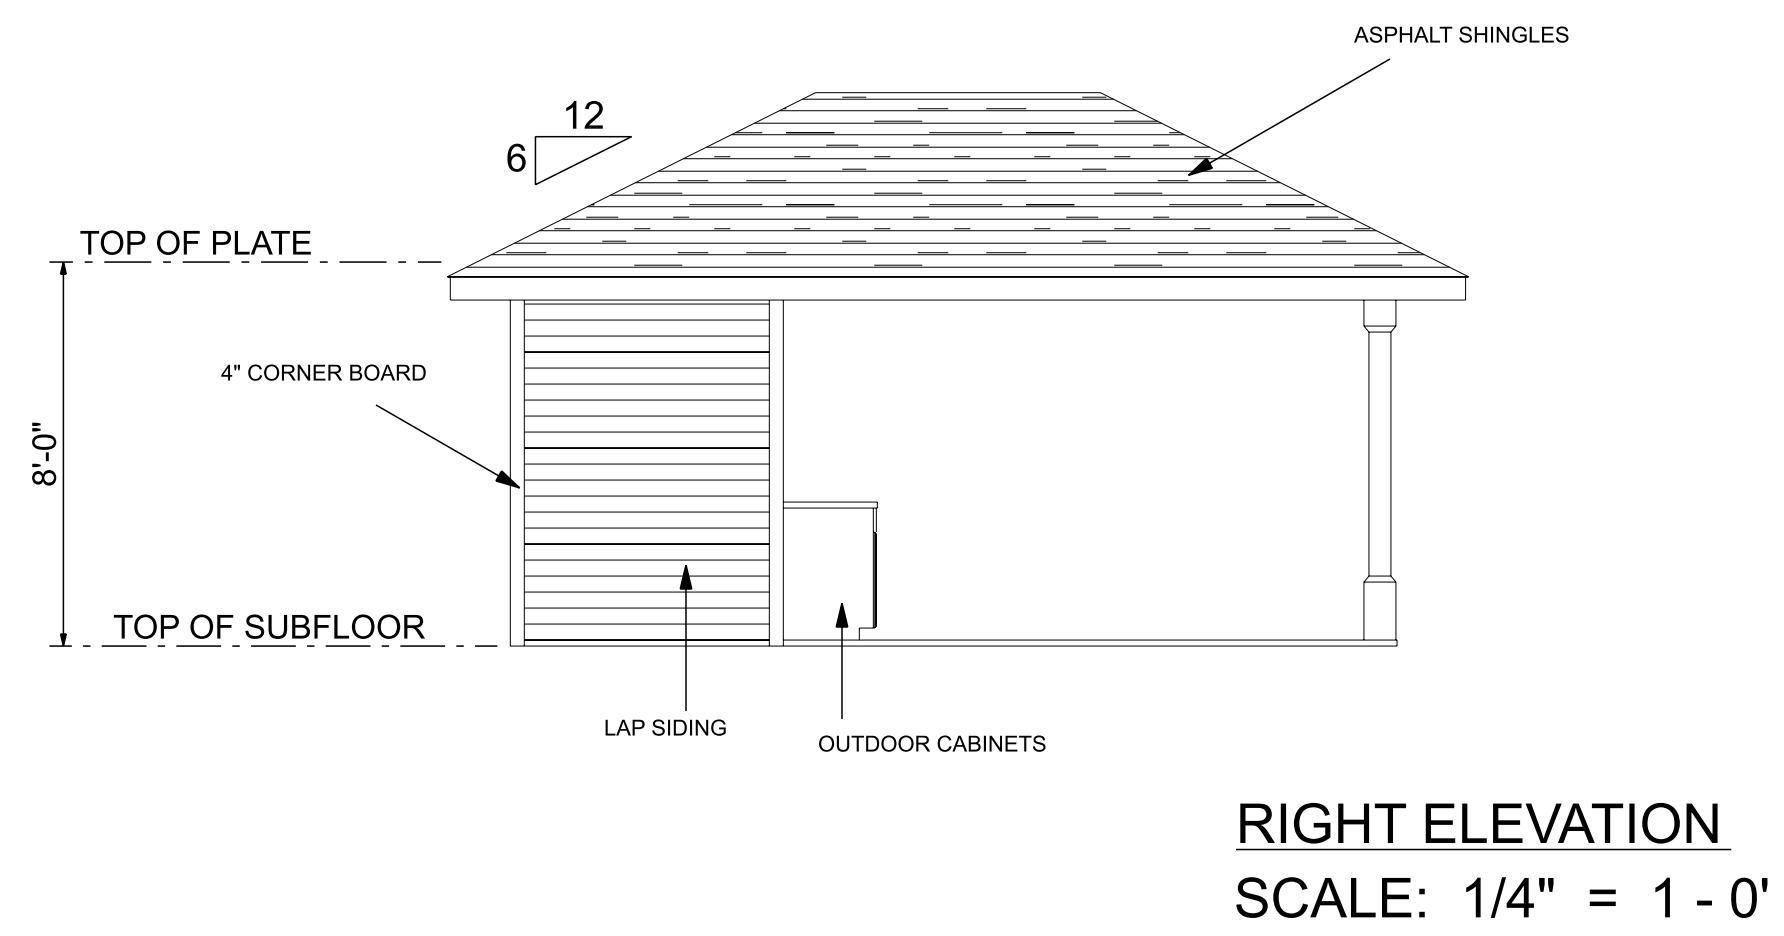 ASPHALT SHINGLES
12
6
TOP OF PLATE
4" CORNER BOARD
8'-0"
TOP OF SUBFLOOR
LAP SIDING
OUTDOOR CABINETS
RIGHT ELEVATION
SCALE: 1/4" = 1 - 0'